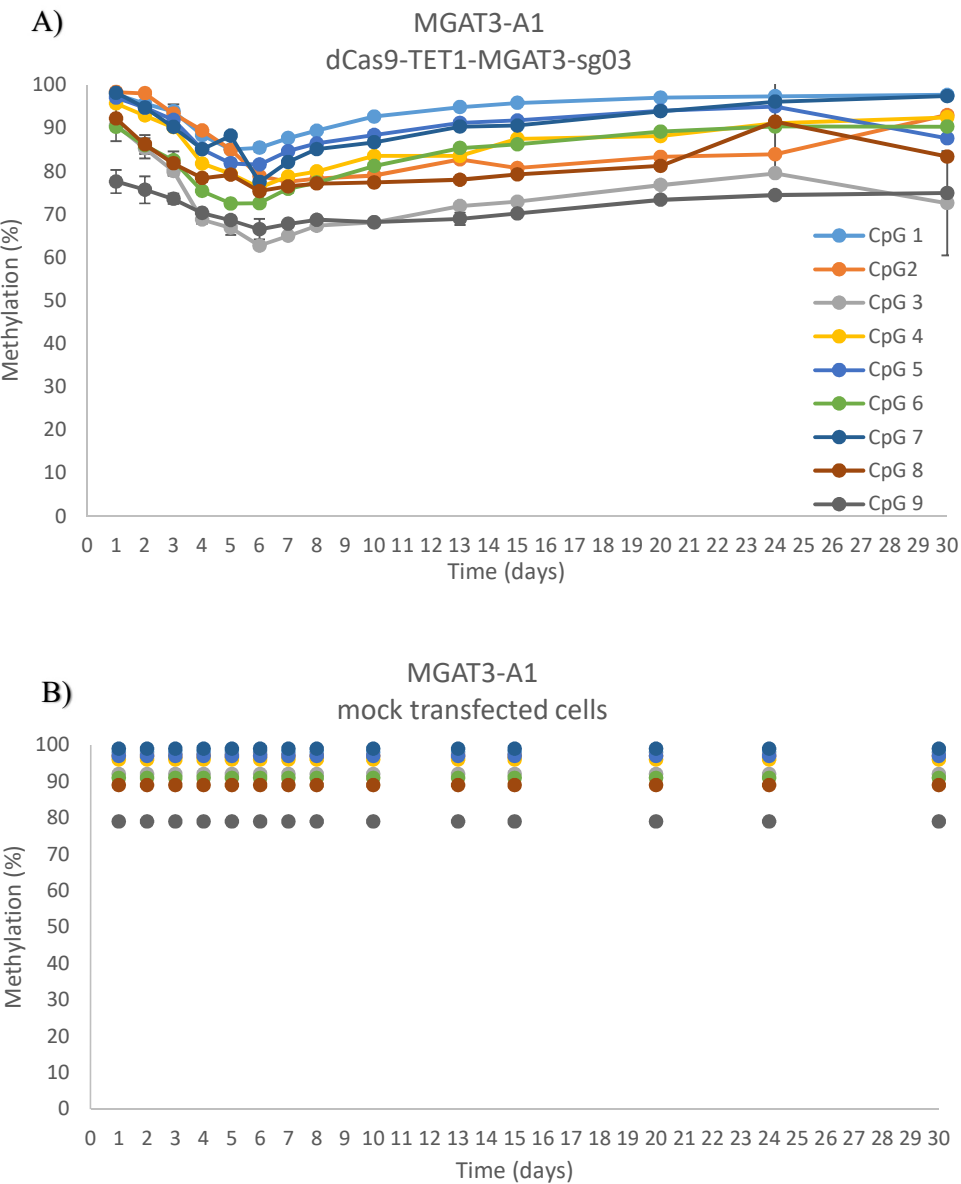 A)
MGAT3-A1
dCas9-TET1-MGAT3-sg03
Methylation (%)
100
90
80
70
60
50
40
30
20
10
0
CpG 1
CpG2
CpG 3
CpG 4
CpG 5
CpG 6
CpG 7
CpG 8
CpG 9
0 1 2 3 4 5 6 7 8 9 10 11 12 13 14 15 16 17 18 19 20 21 22 23 24 25 26 27 28 29 30
Time (days)
B)
MGAT3-A1
mock transfected cells
Methylation (%)
100
90
80
70
60
50
40
30
20
10
0
0 1 2 3 4 5 6 7 8 9 10 11 12 13 14 15 16 17 18 19 20 21 22 23 24 25 26 27 28 29 30
Time (days)